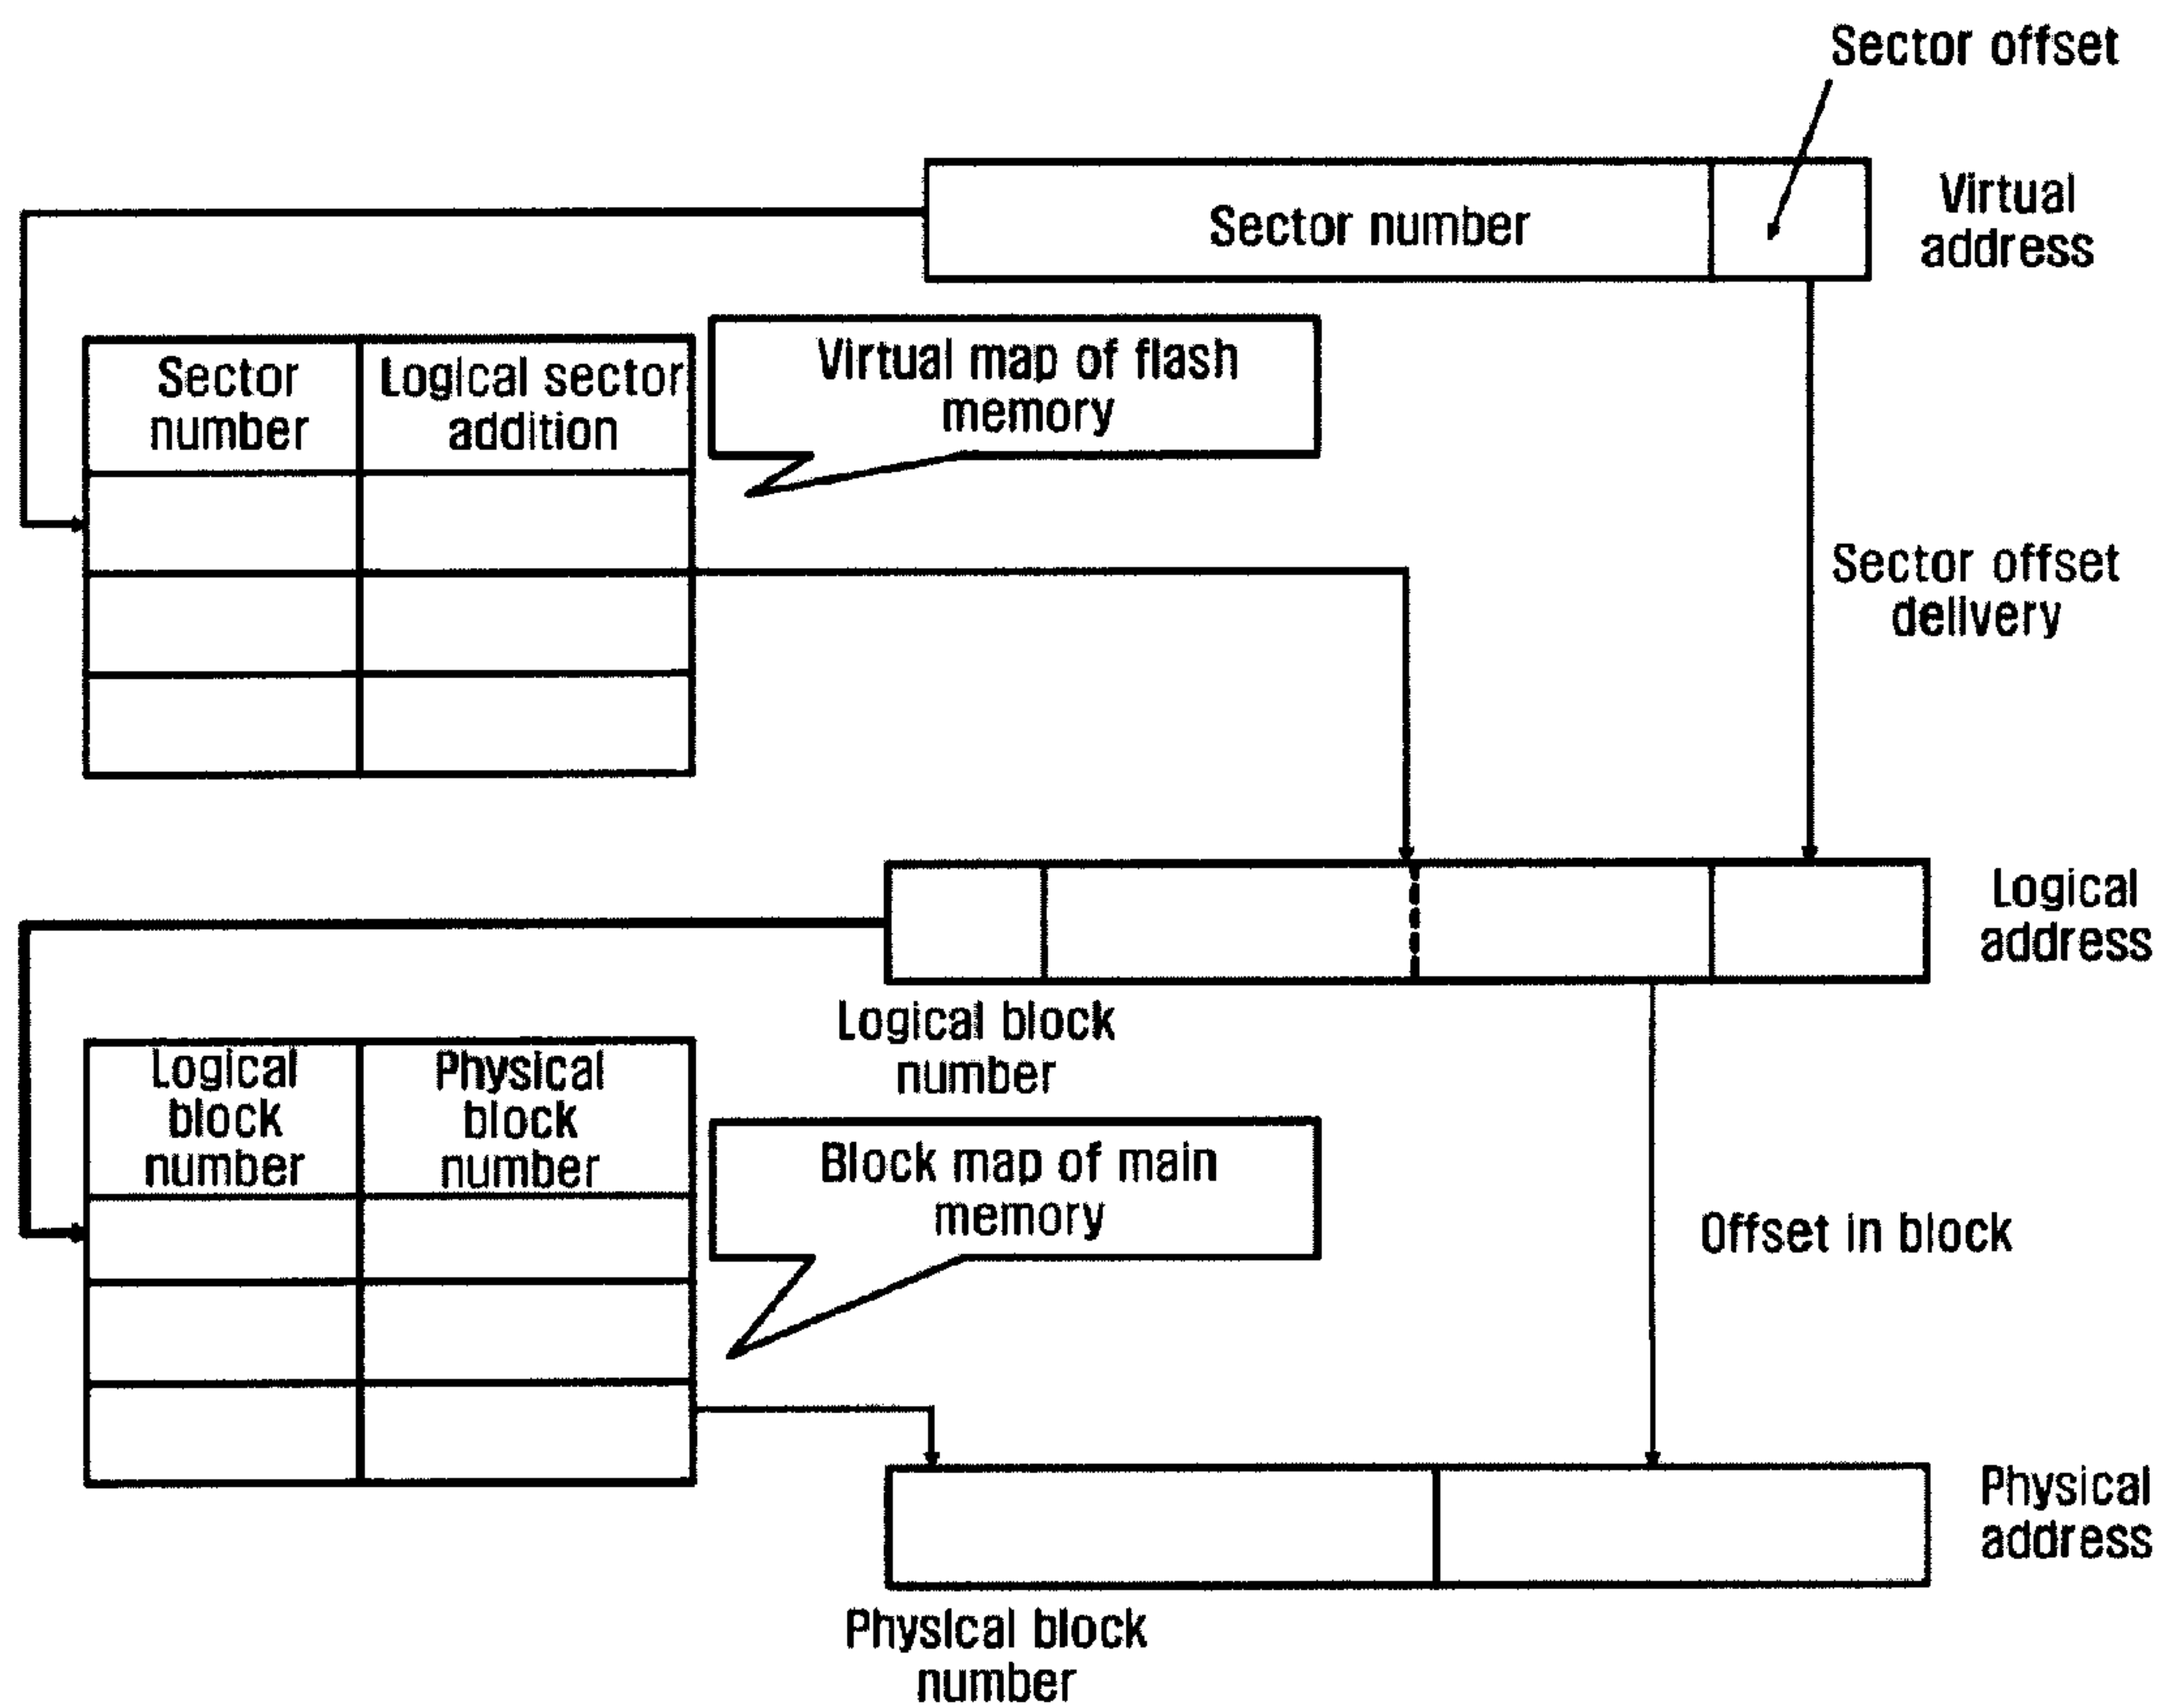 Sector offset
Sector number
Virtual
address
Sector
number
Logical sector
addition
Virtual map of flash
memory
Sector offset
delivery
Logical
address
Logical block
number
Logical
block
number
Physical
block
number
Block map of main
memory
Offset in block
Physical
address
Physical block
number